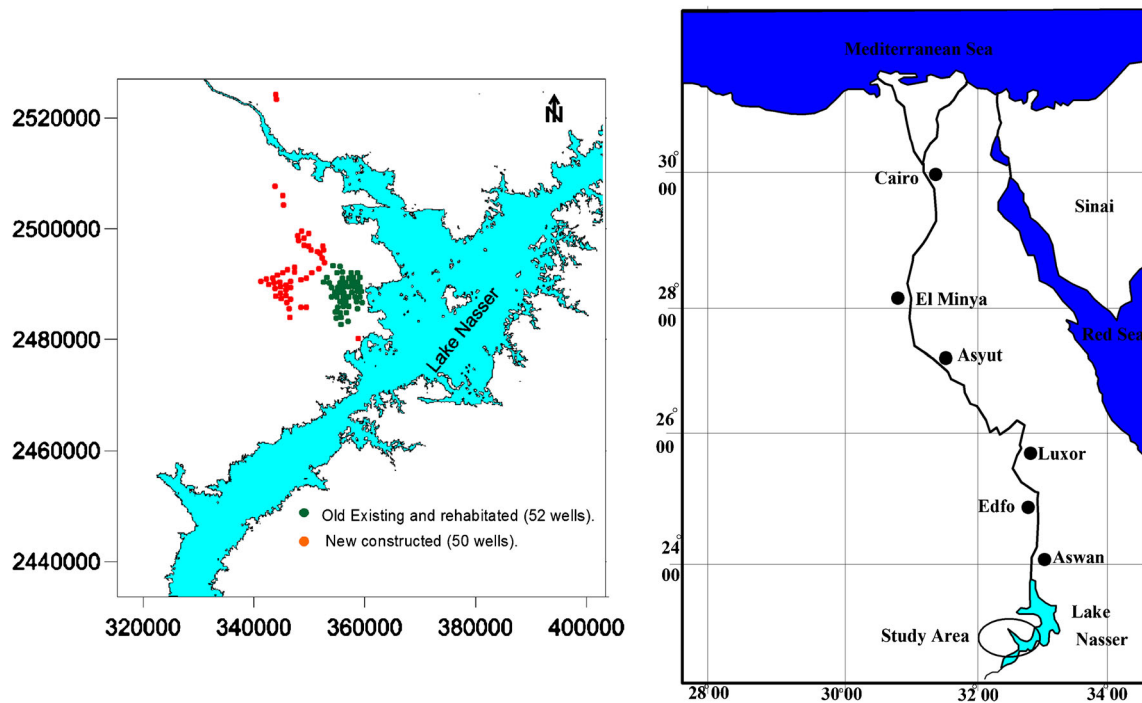 N
2520000
2500000
2480000
2460000
2440000
320000
340000
360000
380000
400000
Lake Nasser
Old Existing and rehabitated (52 wells).
New constructed (50 wells).
Mediterranean Sea
30°
00
Cairo
Sinai
28°
00
El Minya
Red Sea
Asyut
26°
00
Luxor
Edfo
24°
00
Aswan
Lake
Nasser
Study Area
28°00
30°00
32°00
34°00